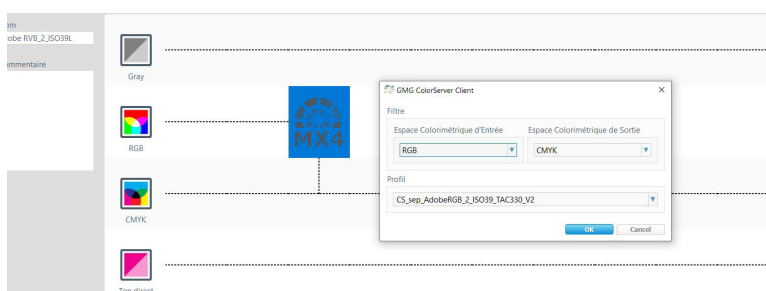 om
obe RVB_2_ISO39L
ommentaire
Gray
RGB
MX4
CMYK
Ton direct
GMG ColorServer Client
Filtre
Espace Colorimétrique d'Entrée
Espace Colorimétrique de Sortie
RGB
CMYK
Profil
CS_sep_AdobeRGB_2_ISO39_TAC330_V2
OK
Cancel